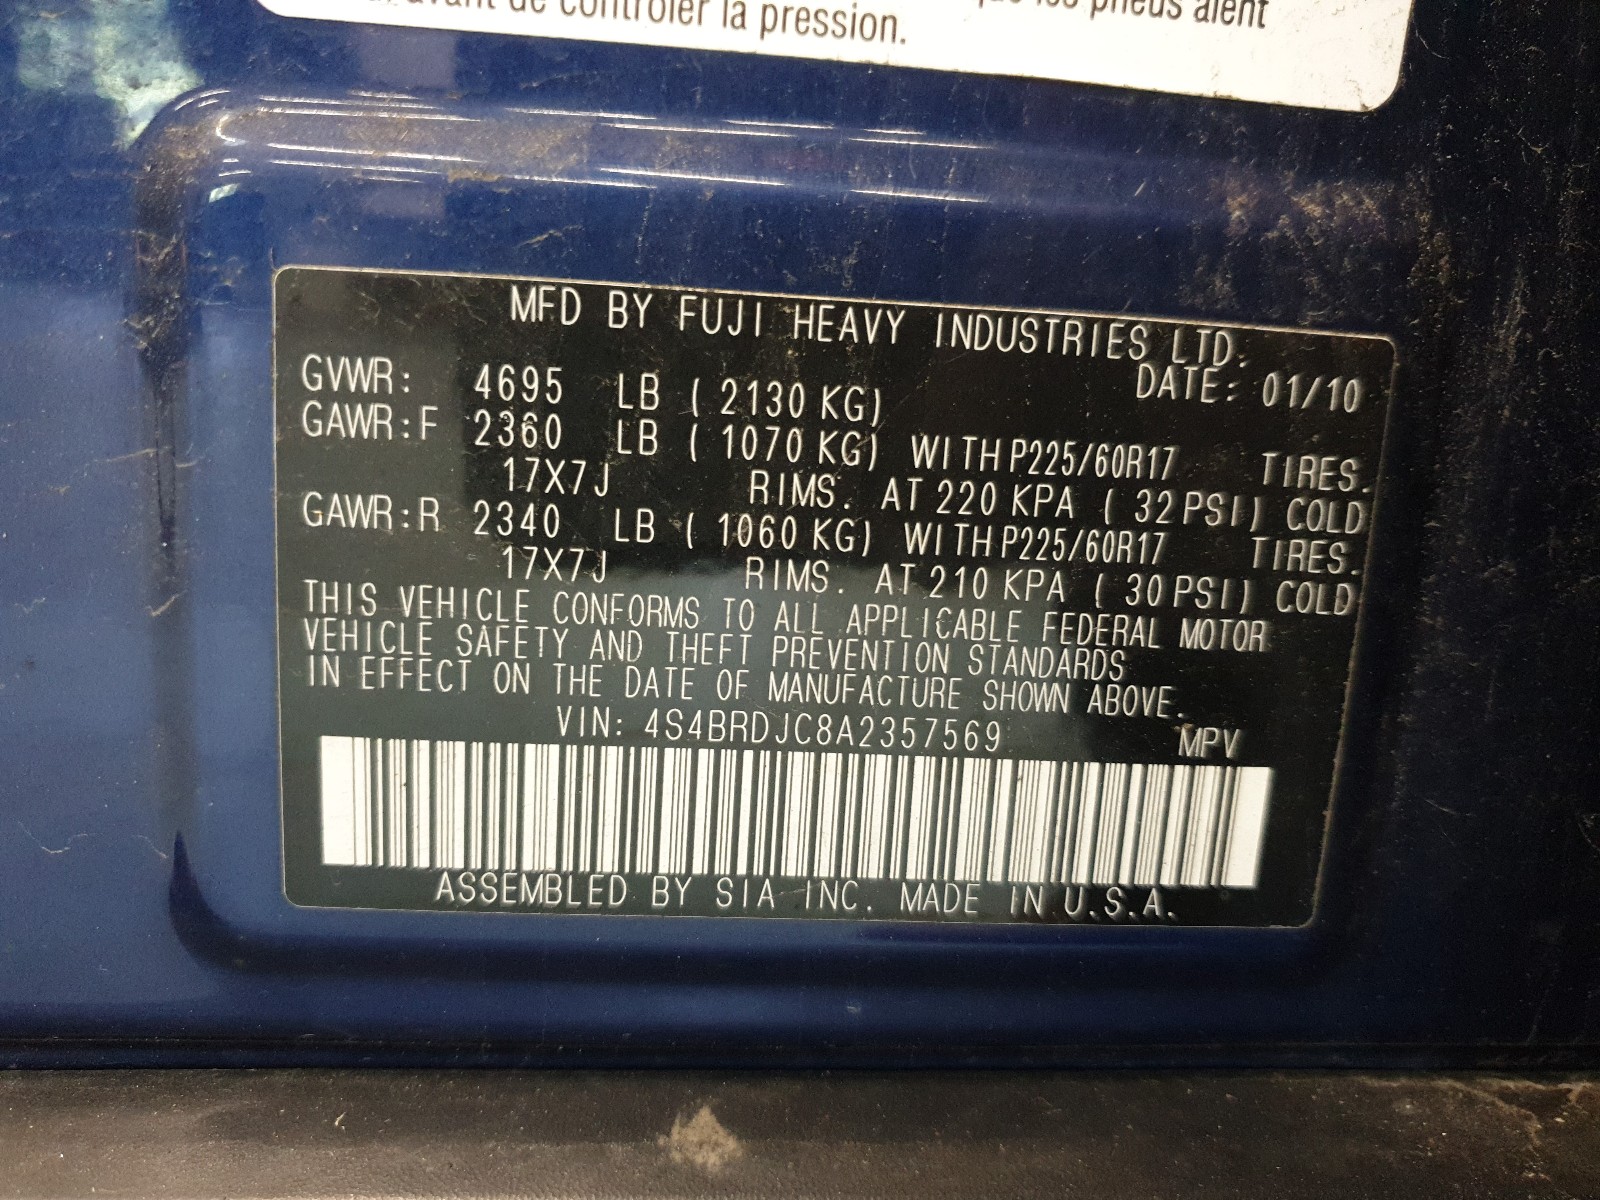 avant de contrôler la pression.
les pneus aient
MFD BY FUJI HEAVY INDUSTRIES LTD.
DATE: 01/10
GVWR: 4695 LB ( 2130 KG)
GAWR:F 2360 LB ( 1070 KG) WITH P225/60R17 TIRES.
17X7J RIMS. AT 220 KPA ( 32 PSI) COLD
GAWR:R 2340 LB ( 1060 KG) WITH P225/60R17 TIRES.
17X7J RIMS. AT 210 KPA ( 30 PSI) COLD
THIS VEHICLE CONFORMS TO ALL APPLICABLE FEDERAL MOTOR
VEHICLE SAFETY AND THEFT PREVENTION STANDARDS
IN EFFECT ON THE DATE OF MANUFACTURE SHOWN ABOVE.
VIN: 4S4BRDJC8A2357569 MPV
ASSEMBLED BY SIA INC. MADE IN U.S.A.